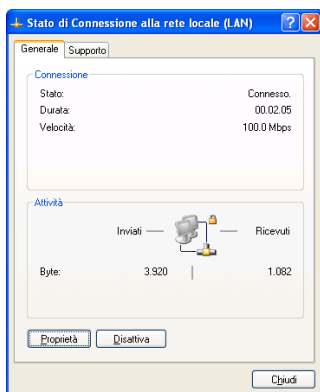 Stato di Connessione alla rete locale (LAN)
Generale Supporto
Connessione
Stato: Connesso.
Durata: 00.02.05
Velocità: 100.0 Mbps
Attività
Inviati Ricevuti
Byte: 3.920 1.082
Proprietà Disattiva
Chiudi